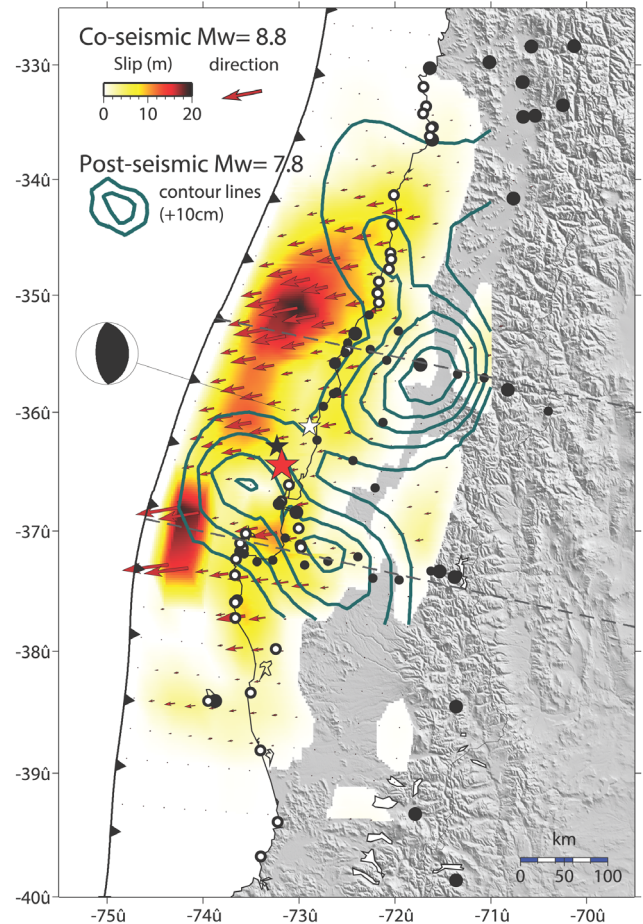 Co-seismic Mw= 8.8
Slip (m) direction
0 10 20
Post-seismic Mw= 7.8
contour lines
(+10cm)
-33û
-34û
-35û
-36û
-37û
-38û
-39û
-40û
km
0 50 100
-75û -74û -73û -72û -71û -70û